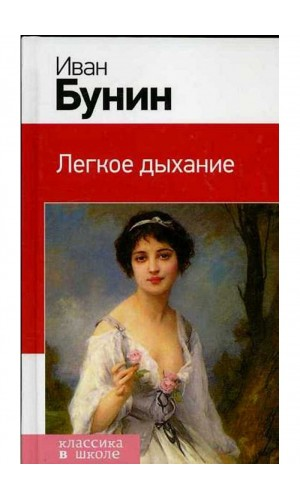 Иван
Бунин
Легкое дыхание
классика
в школе